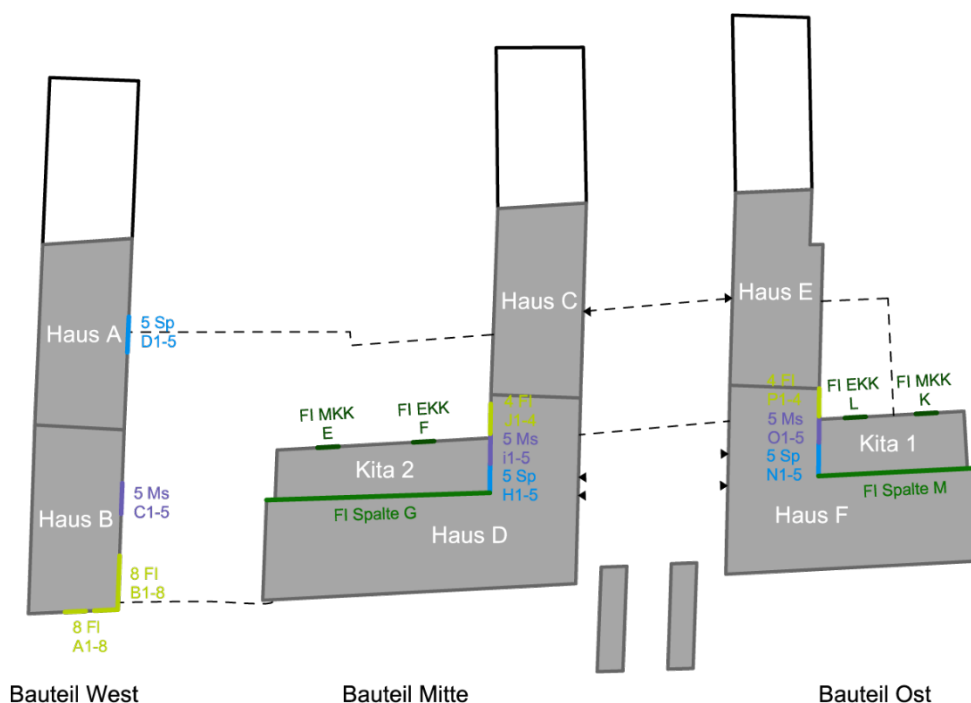 Haus A
5 Sp
D1-5
Haus B
5 Ms
C1-5
8 Fl
B1-8
8 Fl
A1-8
Haus C
4 Fl
J1-4
5 Ms
i1-5
5 Sp
H1-5
Fl MKK
E
Fl EKK
F
Kita 2
Fl Spalte G
Haus D
Haus E
4 Fl
P1-4
5 Ms
O1-5
5 Sp
N1-5
Fl EKK
L
Fl MKK
K
Kita 1
Fl Spalte M
Haus F
Bauteil West
Bauteil Mitte
Bauteil Ost